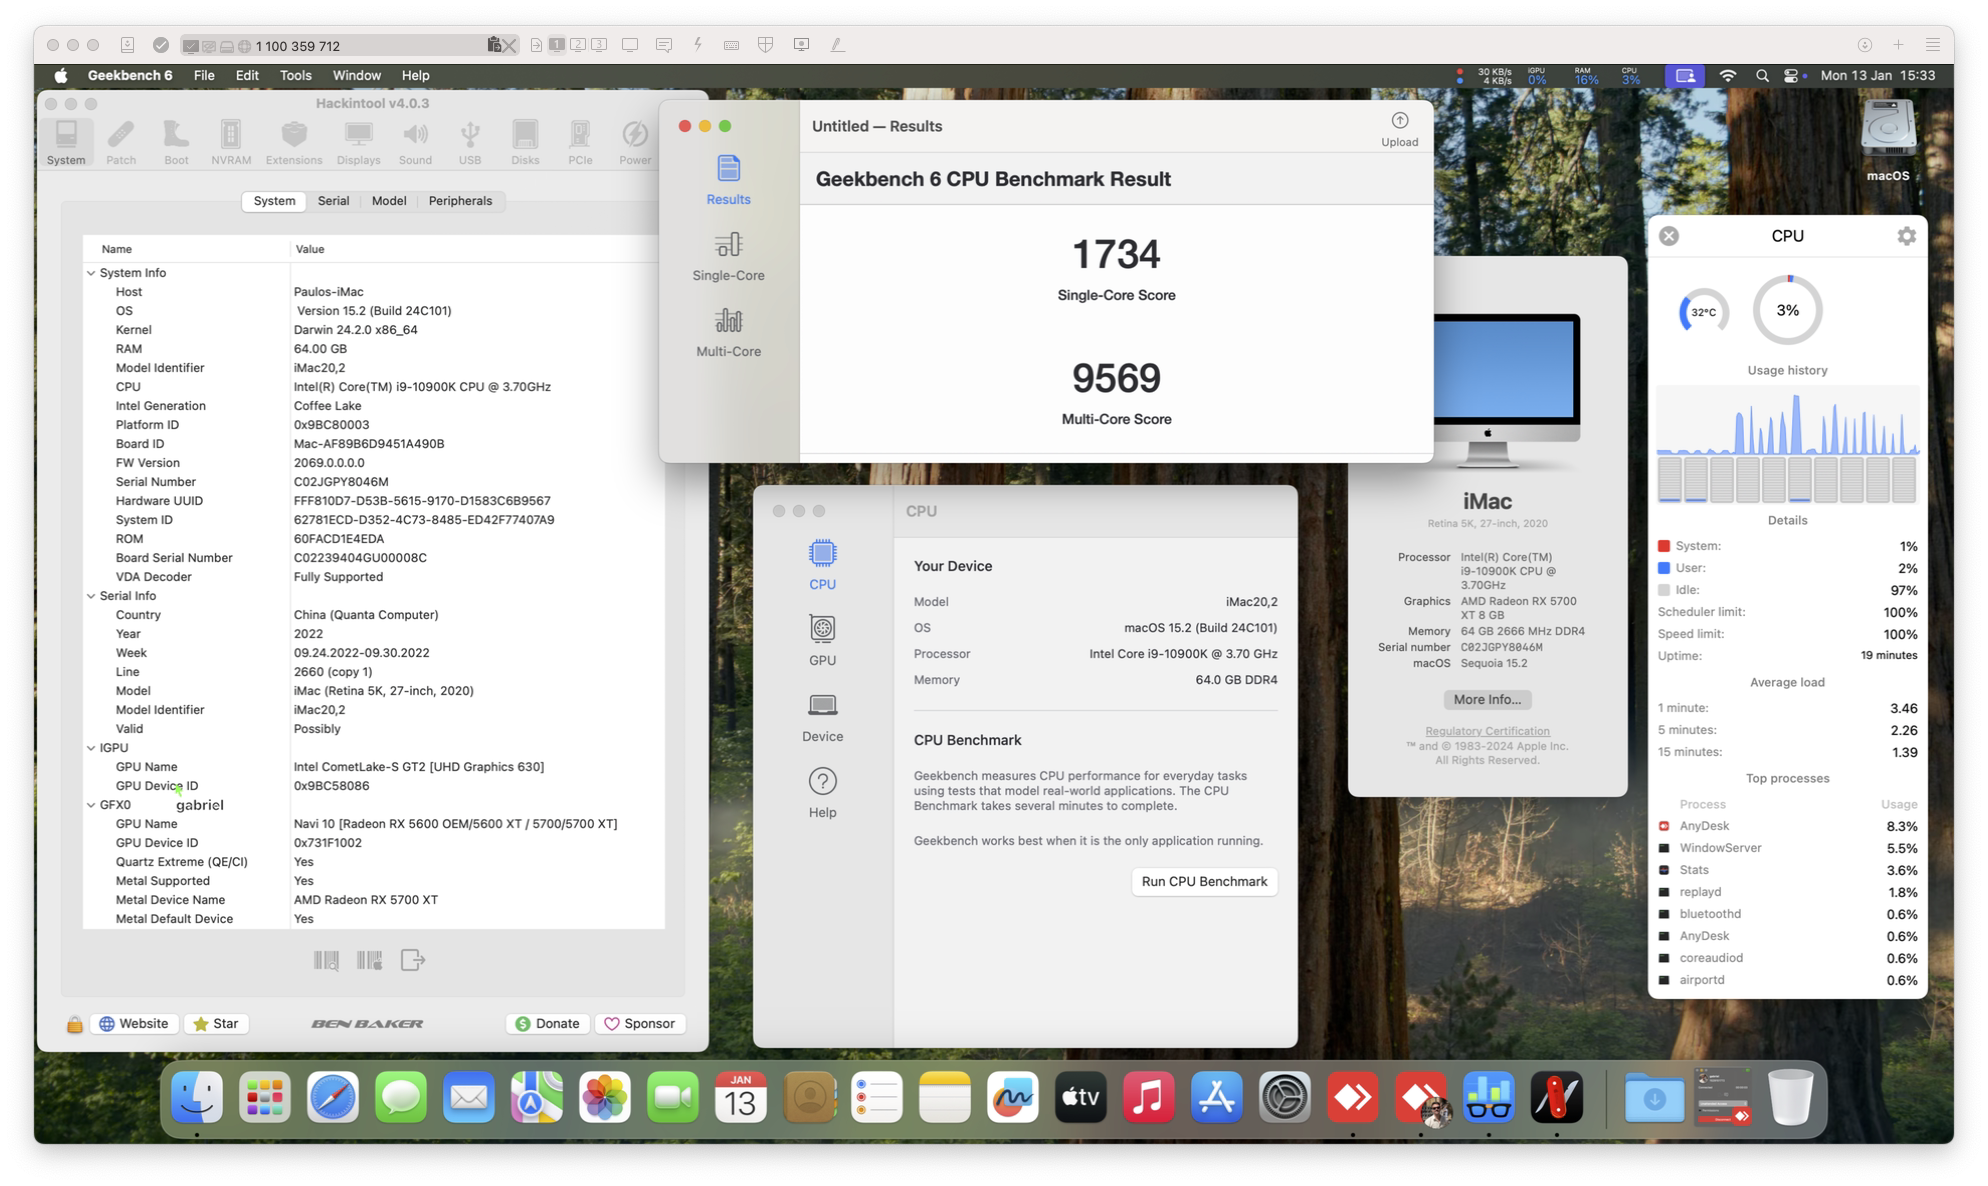 1 100 359 712
1 2 3
Geekbench 6 File Edit Tools Window Help
30 KB/s
4 KB/s
iGPU
0%
RAM
16%
CPU
3%
Mon 13 Jan 15:33
Hackintool v4.0.3
System Patch Boot NVRAM Extensions Displays Sound USB Disks PCIe Power
System Serial Model Peripherals
Name Value
System Info
Host Paulos-iMac
OS Version 15.2 (Build 24C101)
Kernel Darwin 24.2.0 x86_64
RAM 64.00 GB
Model Identifier iMac20,2
CPU Intel(R) Core(TM) i9-10900K CPU @ 3.70GHz
Intel Generation Coffee Lake
Platform ID 0x9BC80003
Board ID Mac-AF89B6D9451A490B
FW Version 2069.0.0.0.0
Serial Number C02JGPY8046M
Hardware UUID FFF810D7-D53B-5615-9170-D1583C6B9567
System ID 62781ECD-D352-4C73-8485-ED42F77407A9
ROM 60FACD1E4EDA
Board Serial Number C02239404GU00008C
VDA Decoder Fully Supported
Serial Info
Country China (Quanta Computer)
Year 2022
Week 09.24.2022-09.30.2022
Line 2660 (copy 1)
Model iMac (Retina 5K, 27-inch, 2020)
Model Identifier iMac20,2
Valid Possibly
IGPU
GPU Name Intel CometLake-S GT2 [UHD Graphics 630]
GPU Device ID 0x9BC58086
GFX0
gabriel
GPU Name Navi 10 [Radeon RX 5600 OEM/5600 XT / 5700/5700 XT]
GPU Device ID 0x731F1002
Quartz Extreme (QE/CI) Yes
Metal Supported Yes
Metal Device Name AMD Radeon RX 5700 XT
Metal Default Device Yes
Website Star BEN BAKER Donate Sponsor
Untitled — Results
Upload
Results
Single-Core
Multi-Core
Geekbench 6 CPU Benchmark Result
1734
Single-Core Score
9569
Multi-Core Score
CPU
CPU
GPU
Device
Help
Your Device
Model iMac20,2
OS macOS 15.2 (Build 24C101)
Processor Intel Core i9-10900K @ 3.70 GHz
Memory 64.0 GB DDR4
CPU Benchmark
Geekbench measures CPU performance for everyday tasks
using tests that model real-world applications. The CPU
Benchmark takes several minutes to complete.
Geekbench works best when it is the only application running.
Run CPU Benchmark
iMac
Retina 5K, 27-inch, 2020
Processor Intel(R) Core(TM)
i9-10900K CPU @
3.70GHz
Graphics AMD Radeon RX 5700
XT 8 GB
Memory 64 GB 2666 MHz DDR4
Serial number C02JGPY8046M
macOS Sequoia 15.2
More Info...
Regulatory Certification
™ and © 1983-2024 Apple Inc.
All Rights Reserved.
macOS
CPU
32°C
3%
Usage history
Details
System: 1%
User: 2%
Idle: 97%
Scheduler limit: 100%
Speed limit: 100%
Uptime: 19 minutes
Average load
1 minute: 3.46
5 minutes: 2.26
15 minutes: 1.39
Top processes
Process Usage
AnyDesk 8.3%
WindowServer 5.5%
Stats 3.6%
replayd 1.8%
bluetoothd 0.6%
AnyDesk 0.6%
coreaudiod 0.6%
airportd 0.6%
JAN
13
tv